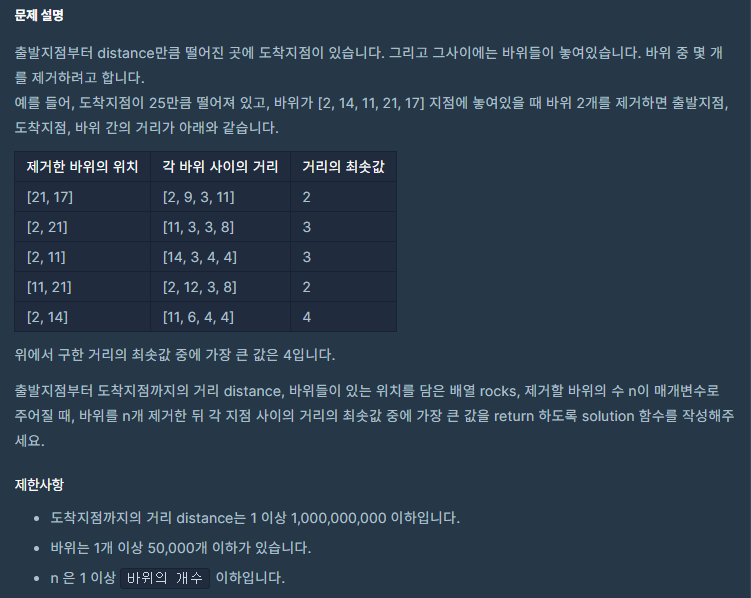 문제 설명
출발지점부터 distance만큼 떨어진 곳에 도착지점이 있습니다. 그리고 그사이에는 바위들이 놓여있습니다. 바위 중 몇 개
를 제거하려고 합니다.
예를 들어, 도착지점이 25만큼 떨어져 있고, 바위가 [2, 14, 11, 21, 17] 지점에 놓여있을 때 바위 2개를 제거하면 출발지점,
도착지점, 바위 간의 거리가 아래와 같습니다.
제거한 바위의 위치 각 바위 사이의 거리 거리의 최솟값
[21, 17] [2, 9, 3, 11] 2
[2, 21] [11, 3, 3, 8] 3
[2, 11] [14, 3, 4, 4] 3
[11, 21] [2, 12, 3, 8] 2
[2, 14] [11, 6, 4, 4] 4
위에서 구한 거리의 최솟값 중에 가장 큰 값은 4입니다.
출발지점부터 도착지점까지의 거리 distance, 바위들이 있는 위치를 담은 배열 rocks, 제거할 바위의 수 n이 매개변수로
주어질 때, 바위를 n개 제거한 뒤 각 지점 사이의 거리의 최솟값 중에 가장 큰 값을 return 하도록 solution 함수를 작성해주
세요.
제한사항
• 도착지점까지의 거리 distance는 1 이상 1,000,000,000 이하입니다.
• 바위는 1개 이상 50,000개 이하가 있습니다.
• n 은 1 이상 바위의 개수 이하입니다.